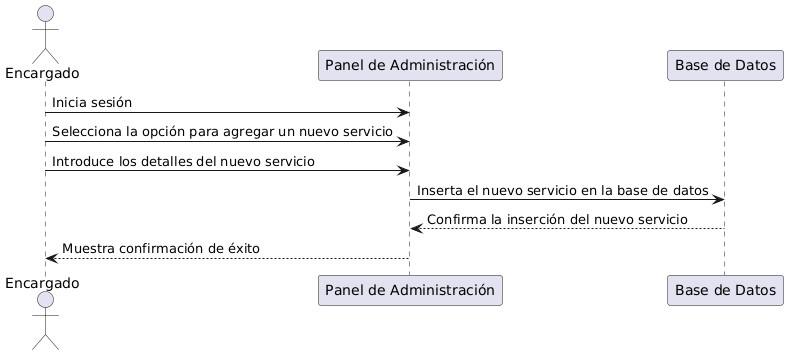 Encargado
Panel de Administración
Base de Datos
Inicia sesión
Selecciona la opción para agregar un nuevo servicio
Introduce los detalles del nuevo servicio
Inserta el nuevo servicio en la base de datos
Confirma la inserción del nuevo servicio
Muestra confirmación de éxito
Encargado
Panel de Administración
Base de Datos